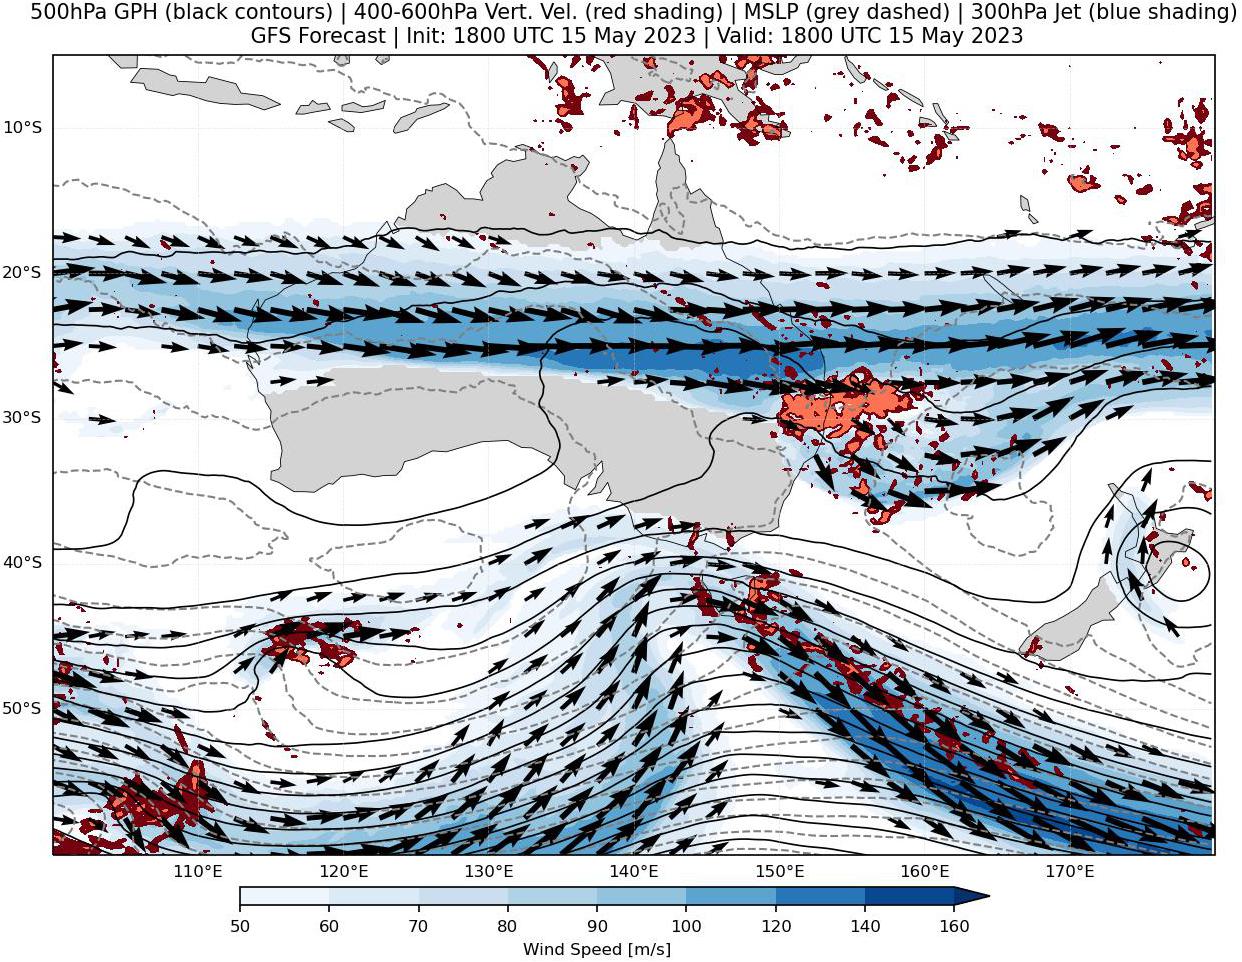 500hPa GPH (black contours) | 400-600hPa Vert. Vel. (red shading) | MSLP (grey dashed) | 300hPa Jet (blue shading)
GFS Forecast | Init: 1800 UTC 15 May 2023 | Valid: 1800 UTC 15 May 2023
10°S
20°S
30°S
40°S
50°S
110°E 120°E 130°E 140°E 150°E 160°E 170°E
50 60 70 80 90 100 120 140 160
Wind Speed [m/s]